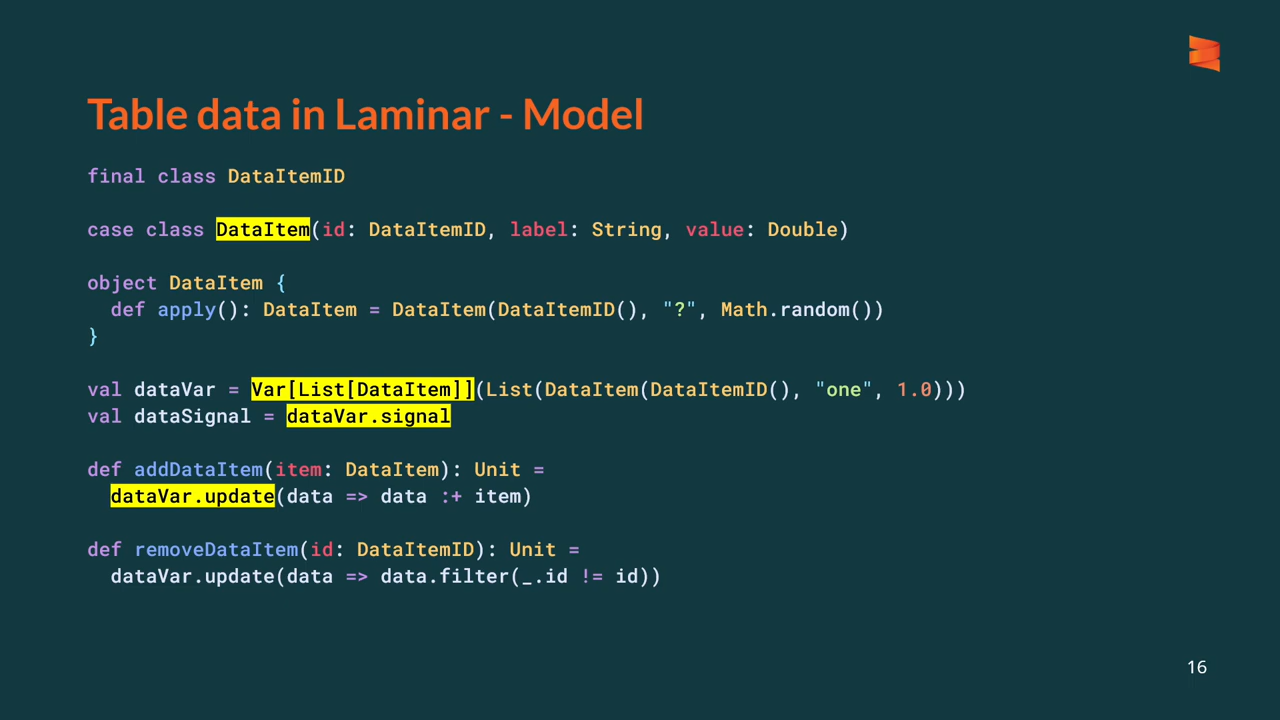 Table data in Laminar - Model
final class DataItemID
case class DataItem(id: DataItemID, label: String, value: Double)
object DataItem {
  def apply(): DataItem = DataItem(DataItemID(), "?", Math.random())
}
val dataVar = Var[List[DataItem]](List(DataItem(DataItemID(), "one", 1.0)))
val dataSignal = dataVar.signal
def addDataItem(item: DataItem): Unit =
  dataVar.update(data => data :+ item)
def removeDataItem(id: DataItemID): Unit =
  dataVar.update(data => data.filter(_.id != id))
16